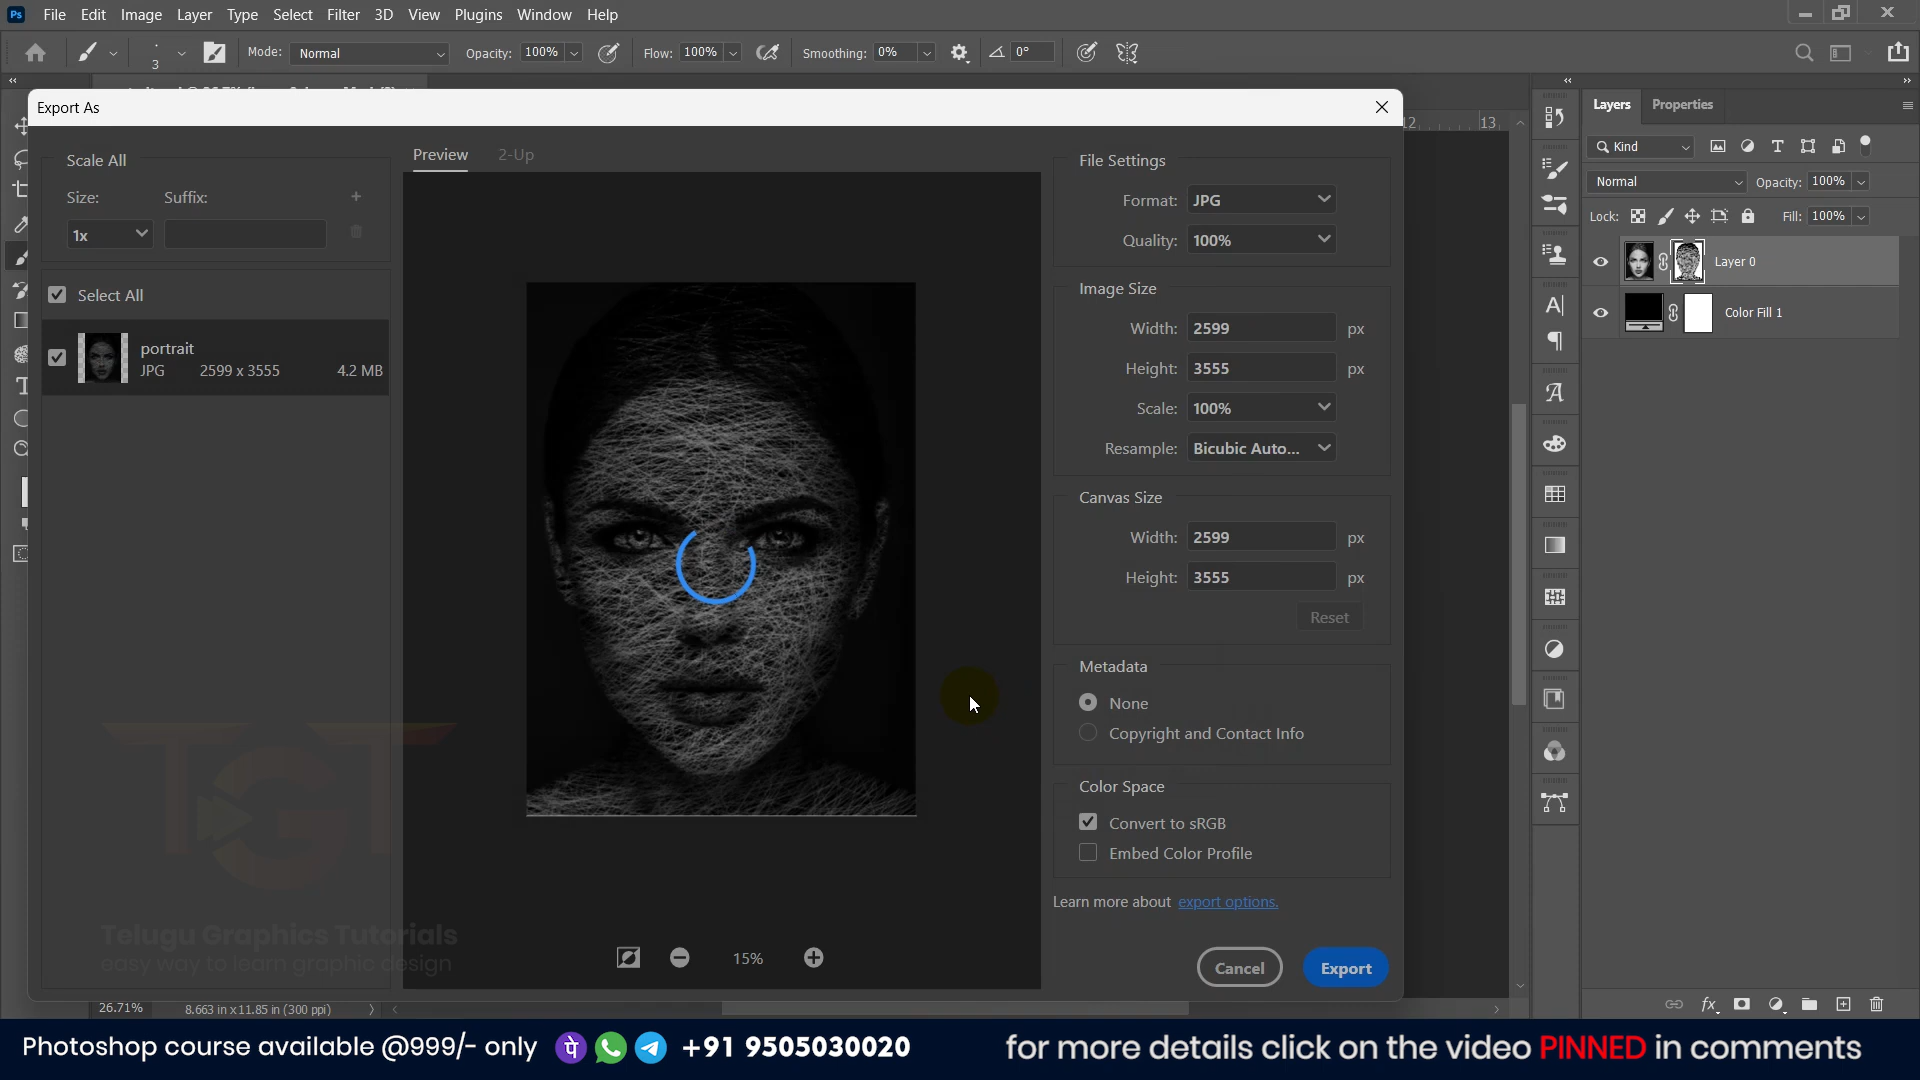 Ps File Edit Image Layer Type Select Filter 3D View Plugins Window Help
3 Mode: Normal Opacity: 100% Flow: 100% Smoothing: 0% 0°
Export As
12 13
Scale All
Size: Suffix:
1x
Select All
portrait
JPG 2599 x 3555 4.2 MB
Preview 2-Up
15%
File Settings
Format: JPG
Quality: 100%
Image Size
Width: 2599 px
Height: 3555 px
Scale: 100%
Resample: Bicubic Auto...
Canvas Size
Width: 2599 px
Height: 3555 px
Reset
Metadata
None
Copyright and Contact Info
Color Space
Convert to sRGB
Embed Color Profile
Learn more about export options.
Cancel Export
Layers Properties
Kind
Normal Opacity: 100%
Lock: Fill: 100%
Layer 0
Color Fill 1
fx
TGT
Telugu Graphics Tutorials
easy way to learn graphic design
26.71% 8.663 in x 11.85 in (300 ppi)
Photoshop course available @999/- only +91 9505030020 for more details click on the video PINNED in comments